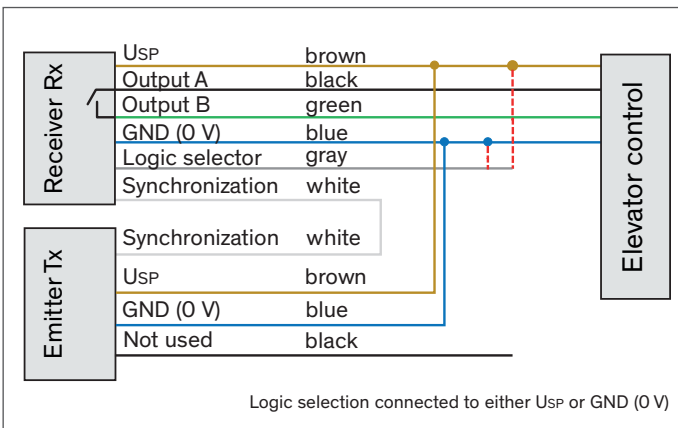 Receiver Rx
USP brown
Output A black
Output B green
GND (0 V) blue
Logic selector gray
Synchronization white
Elevator control
Emitter Tx
Synchronization white
USP brown
GND (0 V) blue
Not used black
Logic selection connected to either USP or GND (0 V)